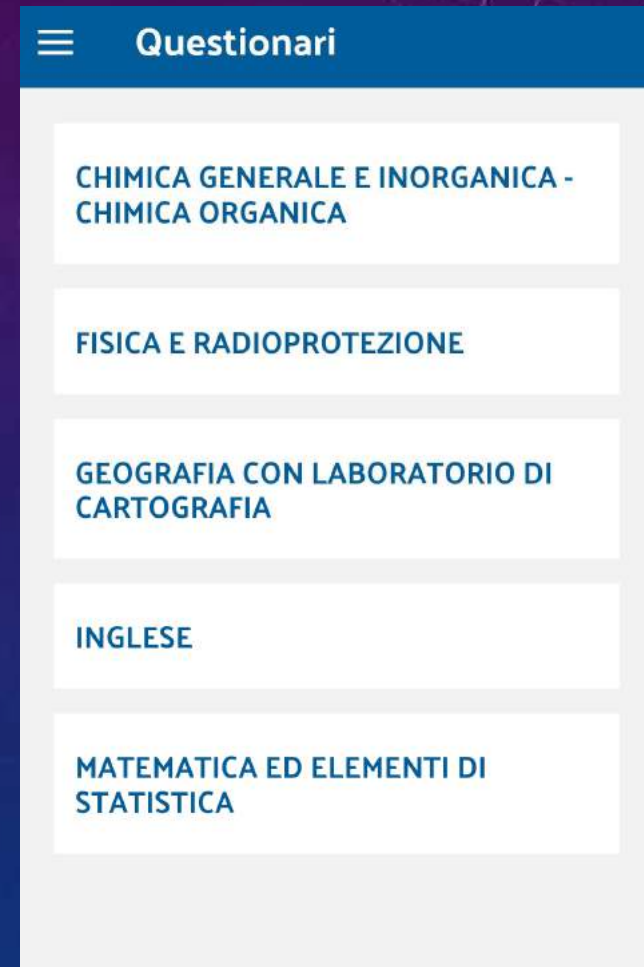 Questionari
CHIMICA GENERALE E INORGANICA -
CHIMICA ORGANICA
FISICA E RADIOPROTEZIONE
GEOGRAFIA CON LABORATORIO DI
CARTOGRAFIA
INGLESE
MATEMATICA ED ELEMENTI DI
STATISTICA